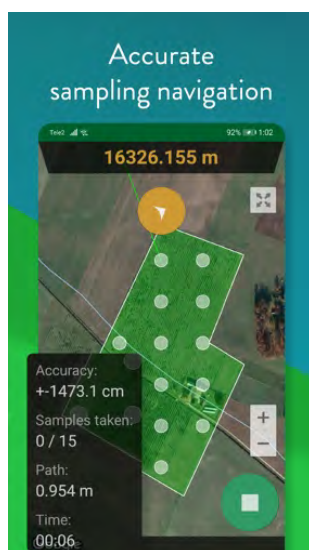 Accurate
sampling navigation
Tele2
92% 1:02
16326.155 m
Accuracy:
+-1473.1 cm
Samples taken:
0 / 15
Path:
0.954 m
Time:
00:06
+
−